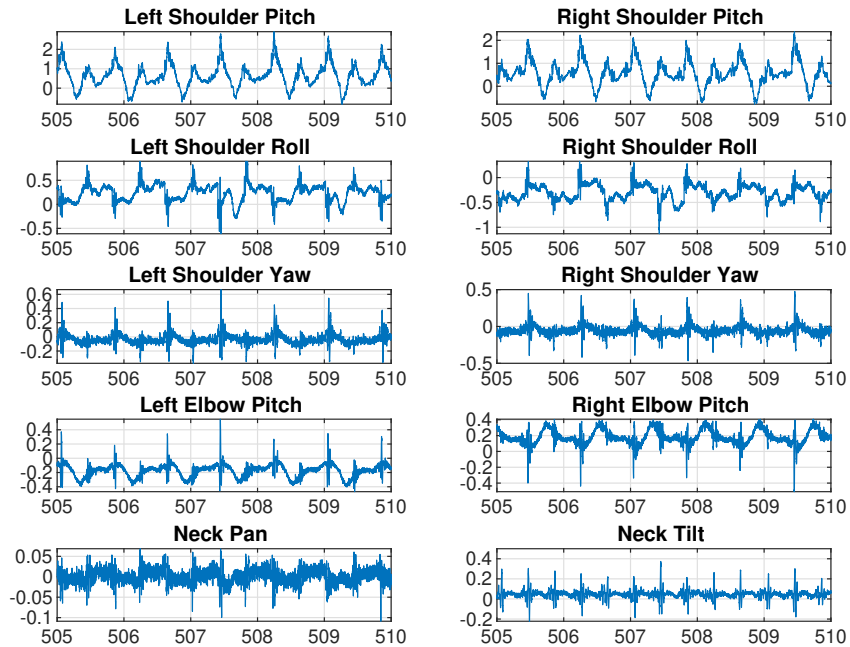 Left Shoulder Pitch
2
1
0
505 506 507 508 509 510
Right Shoulder Pitch
2
1
0
505 506 507 508 509 510
Left Shoulder Roll
0.5
0
-0.5
505 506 507 508 509 510
Right Shoulder Roll
0
-0.5
-1
505 506 507 508 509 510
Left Shoulder Yaw
0.6
0.4
0.2
0
-0.2
505 506 507 508 509 510
Right Shoulder Yaw
0.5
0
-0.5
505 506 507 508 509 510
Left Elbow Pitch
0.4
0.2
0
-0.2
-0.4
505 506 507 508 509 510
Right Elbow Pitch
0.4
0.2
0
-0.2
-0.4
505 506 507 508 509 510
Neck Pan
0.05
0
-0.05
-0.1
505 506 507 508 509 510
Neck Tilt
0.4
0.2
0
-0.2
505 506 507 508 509 510